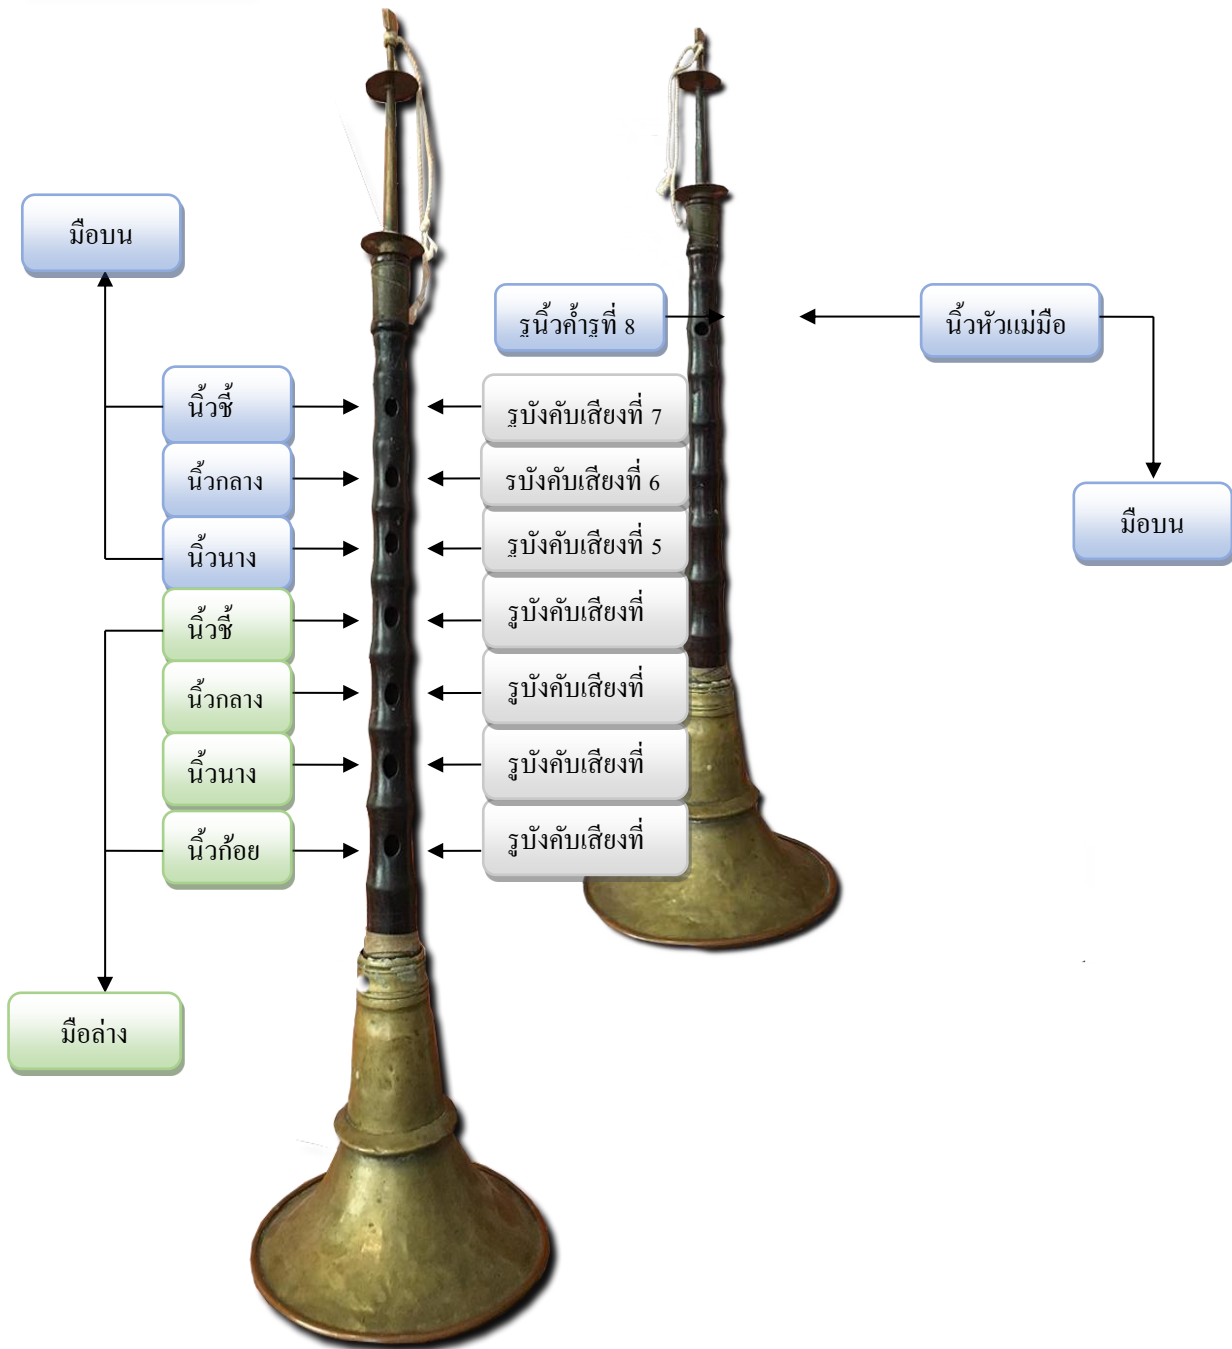 มือบน
รูนิ้วค้ำรูที่ 8
นิ้วหัวแม่มือ
นิ้วชี้
รูบังคับเสียงที่ 7
นิ้วกลาง
รบังคับเสียงที่ 6
มือบน
นิ้วนาง
รูบังคับเสียงที่ 5
นิ้วชี้
รูบังคับเสียงที่
นิ้วกลาง
รูบังคับเสียงที่
นิ้วนาง
รูบังคับเสียงที่
นิ้วก้อย
รูบังคับเสียงที่
มือล่าง